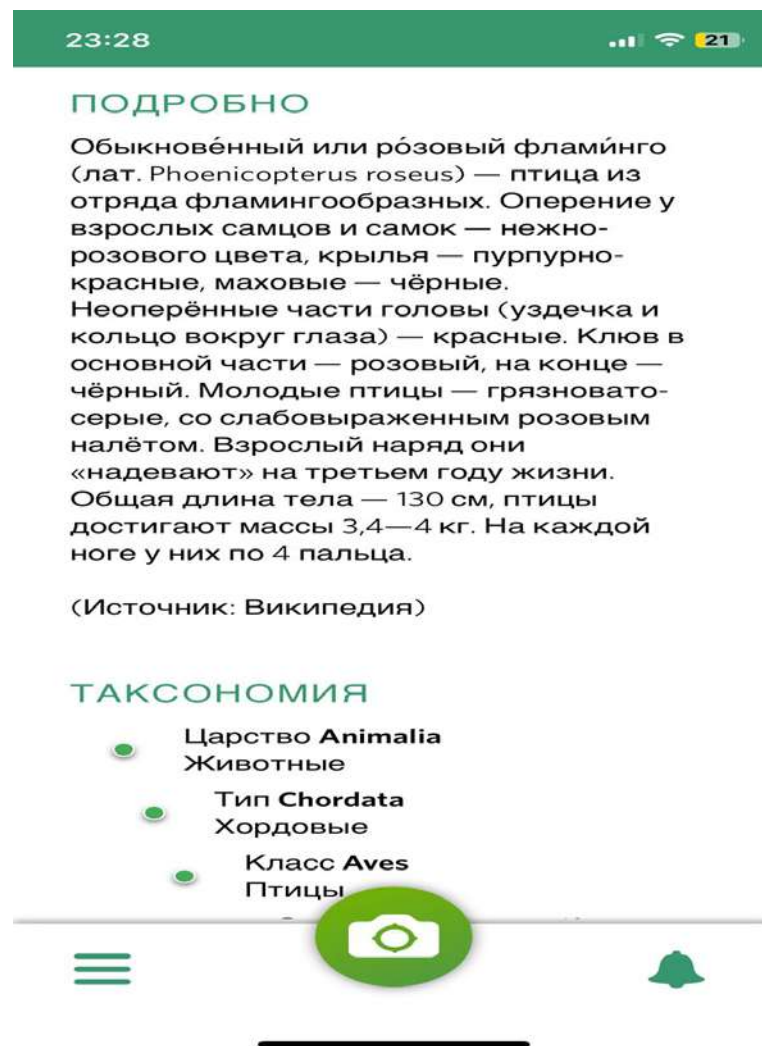 23:28
21
ПОДРОБНО
Обыкнове́нный или ро́зовый флами́нго
(лат. Phoenicopterus roseus) — птица из
отряда фламингообразных. Оперение у
взрослых самцов и самок — нежно-
розового цвета, крылья — пурпурно-
красные, маховые — чёрные.
Неоперённые части головы (уздечка и
кольцо вокруг глаза) — красные. Клюв в
основной части — розовый, на конце —
чёрный. Молодые птицы — грязновато-
серые, со слабовыраженным розовым
налётом. Взрослый наряд они
«надевают» на третьем году жизни.
Общая длина тела — 130 см, птицы
достигают массы 3,4—4 кг. На каждой
ноге у них по 4 пальца.
(Источник: Википедия)
ТАКСОНОМИЯ
Царство Animalia
Животные
Тип Chordata
Хордовые
Класс Aves
Птицы